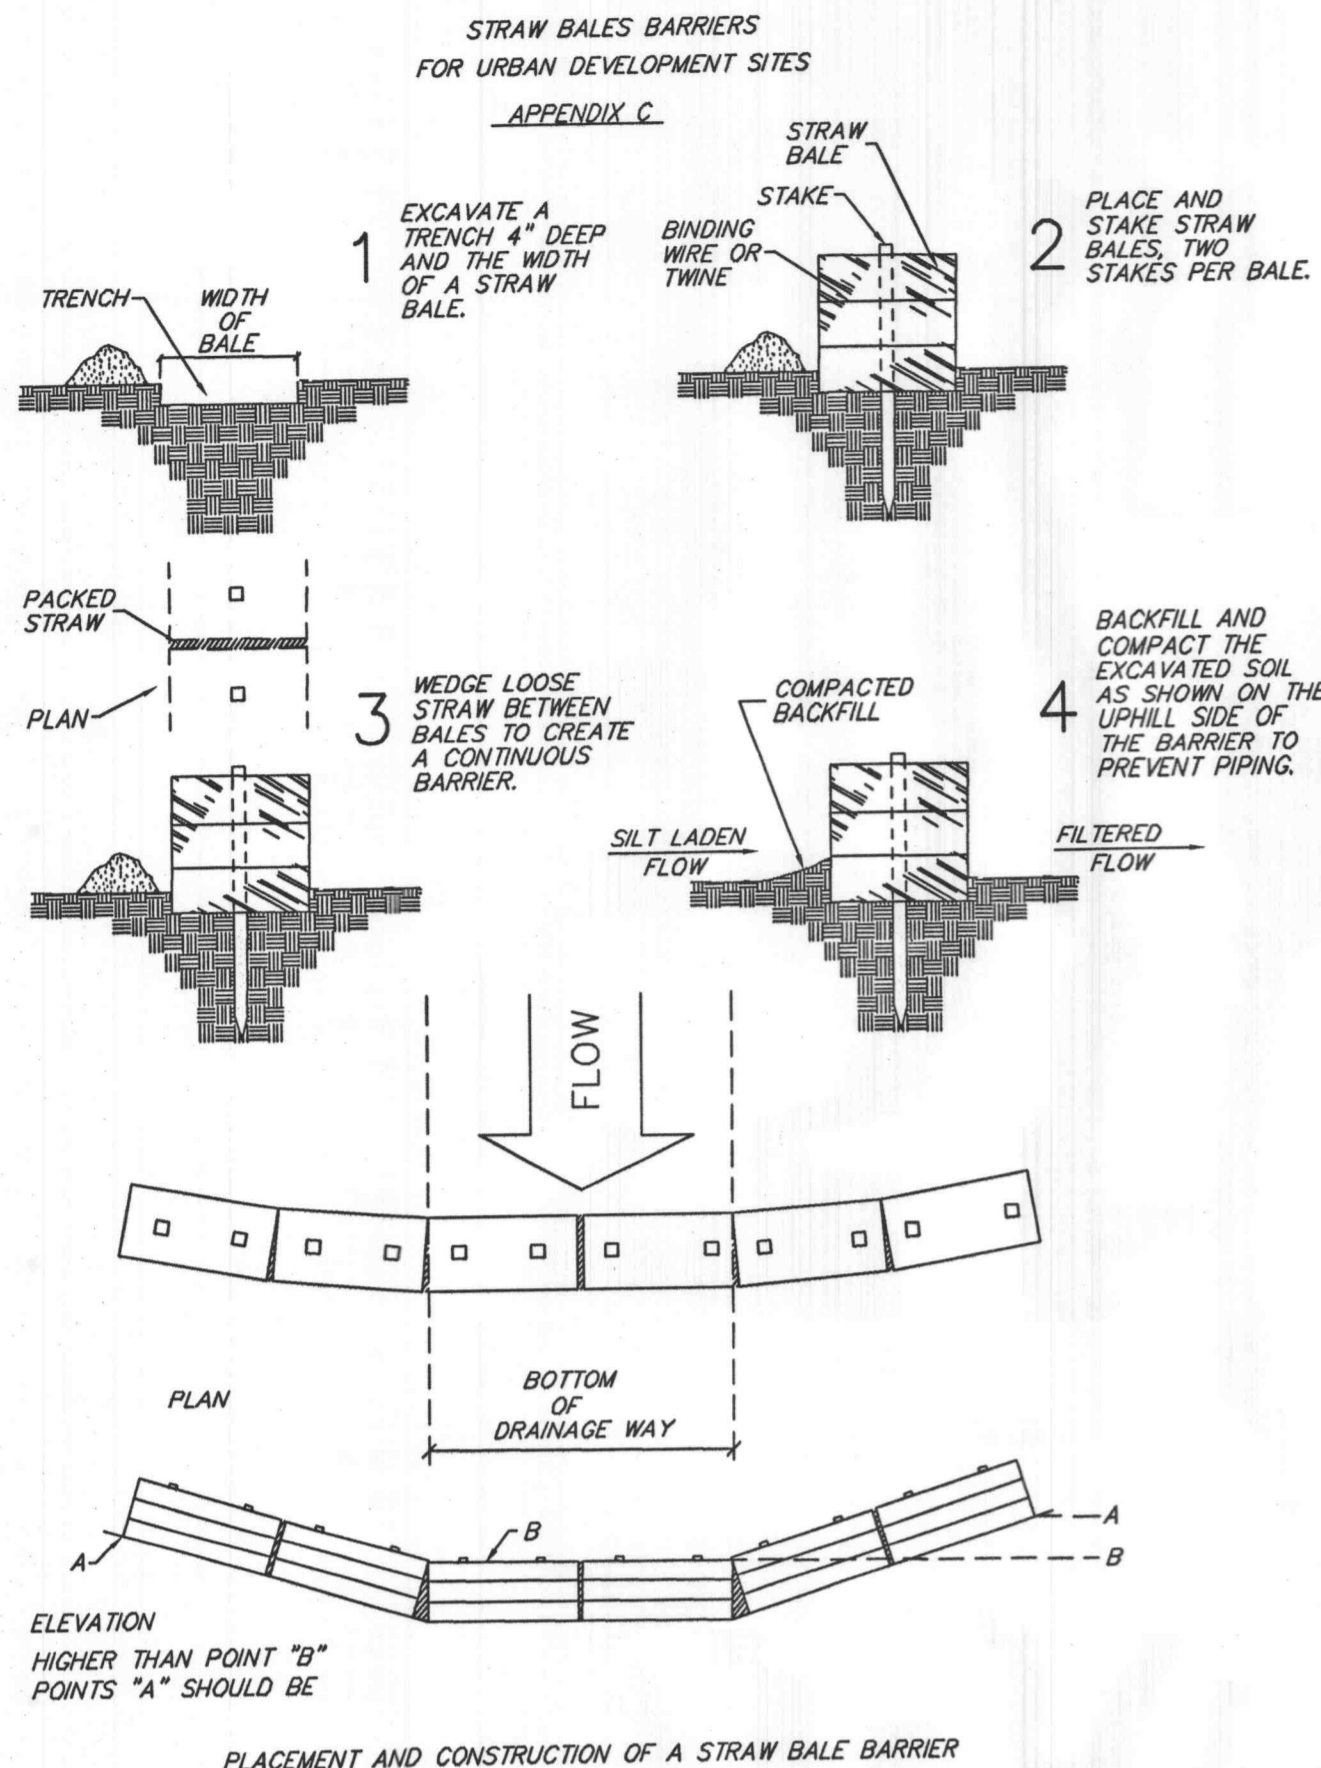 STRAW BALES BARRIERS
FOR URBAN DEVELOPMENT SITES
APPENDIX C
1
EXCAVATE A
TRENCH 4" DEEP
AND THE WIDTH
OF A STRAW
BALE.
TRENCH
WIDTH
OF
BALE
STRAW
BALE
STAKE
BINDING
WIRE OR
TWINE
2
PLACE AND
STAKE STRAW
BALES, TWO
STAKES PER BALE.
PACKED
STRAW
PLAN
3
WEDGE LOOSE
STRAW BETWEEN
BALES TO CREATE
A CONTINUOUS
BARRIER.
COMPACTED
BACKFILL
4
BACKFILL AND
COMPACT THE
EXCAVATED SOIL
AS SHOWN ON THE
UPHILL SIDE OF
THE BARRIER TO
PREVENT PIPING.
SILT LADEN
FLOW
FILTERED
FLOW
FLOW
PLAN
BOTTOM
OF
DRAINAGE WAY
A
B
A
B
ELEVATION
HIGHER THAN POINT "B"
POINTS "A" SHOULD BE
PLACEMENT AND CONSTRUCTION OF A STRAW BALE BARRIER